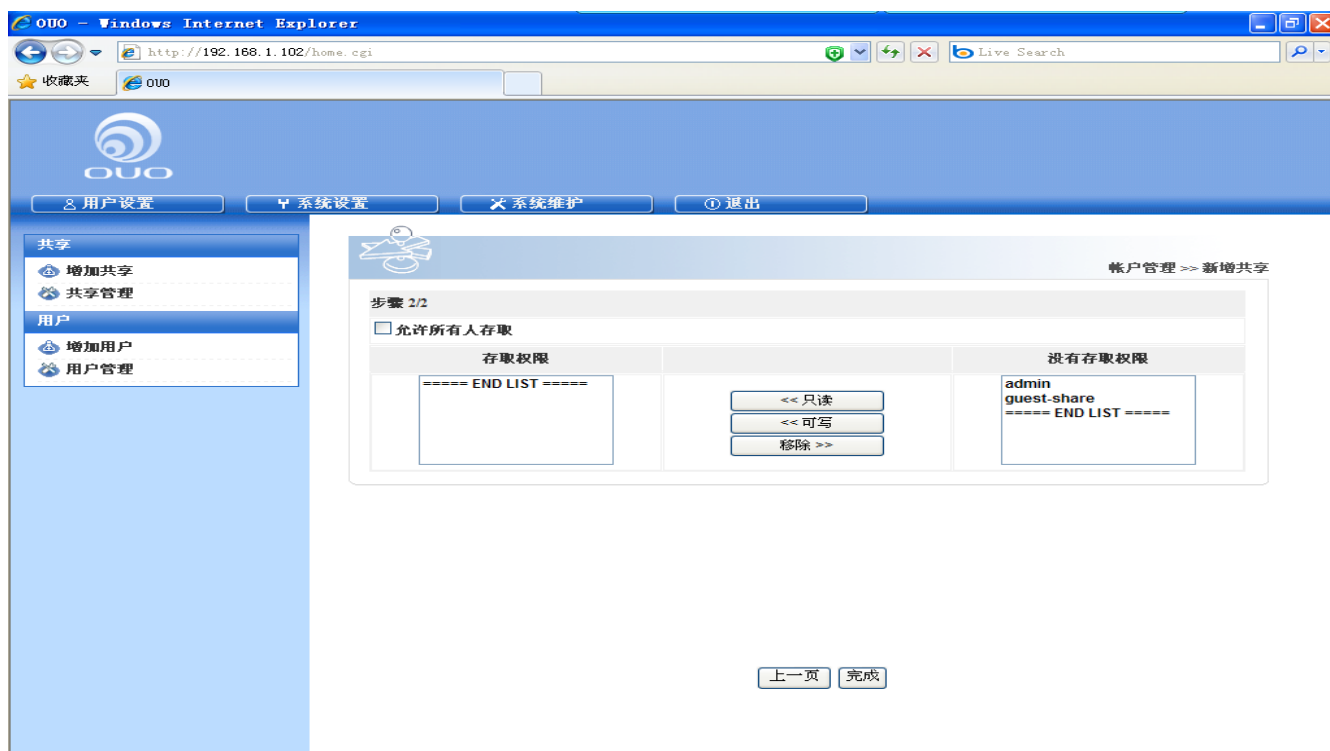 OUO - Windows Internet Explorer
http://192.168.1.102/home.cgi
Live Search
收藏夹
OUO
OUO
用户设置
系统设置
系统维护
退出
共享
增加共享
共享管理
用户
增加用户
用户管理
帐户管理 >> 新增共享
步骤 2/2
允许所有人存取
存取权限
没有存取权限
===== END LIST =====
<< 只读
<< 可写
移除 >>
admin
guest-share
===== END LIST =====
上一页
完成